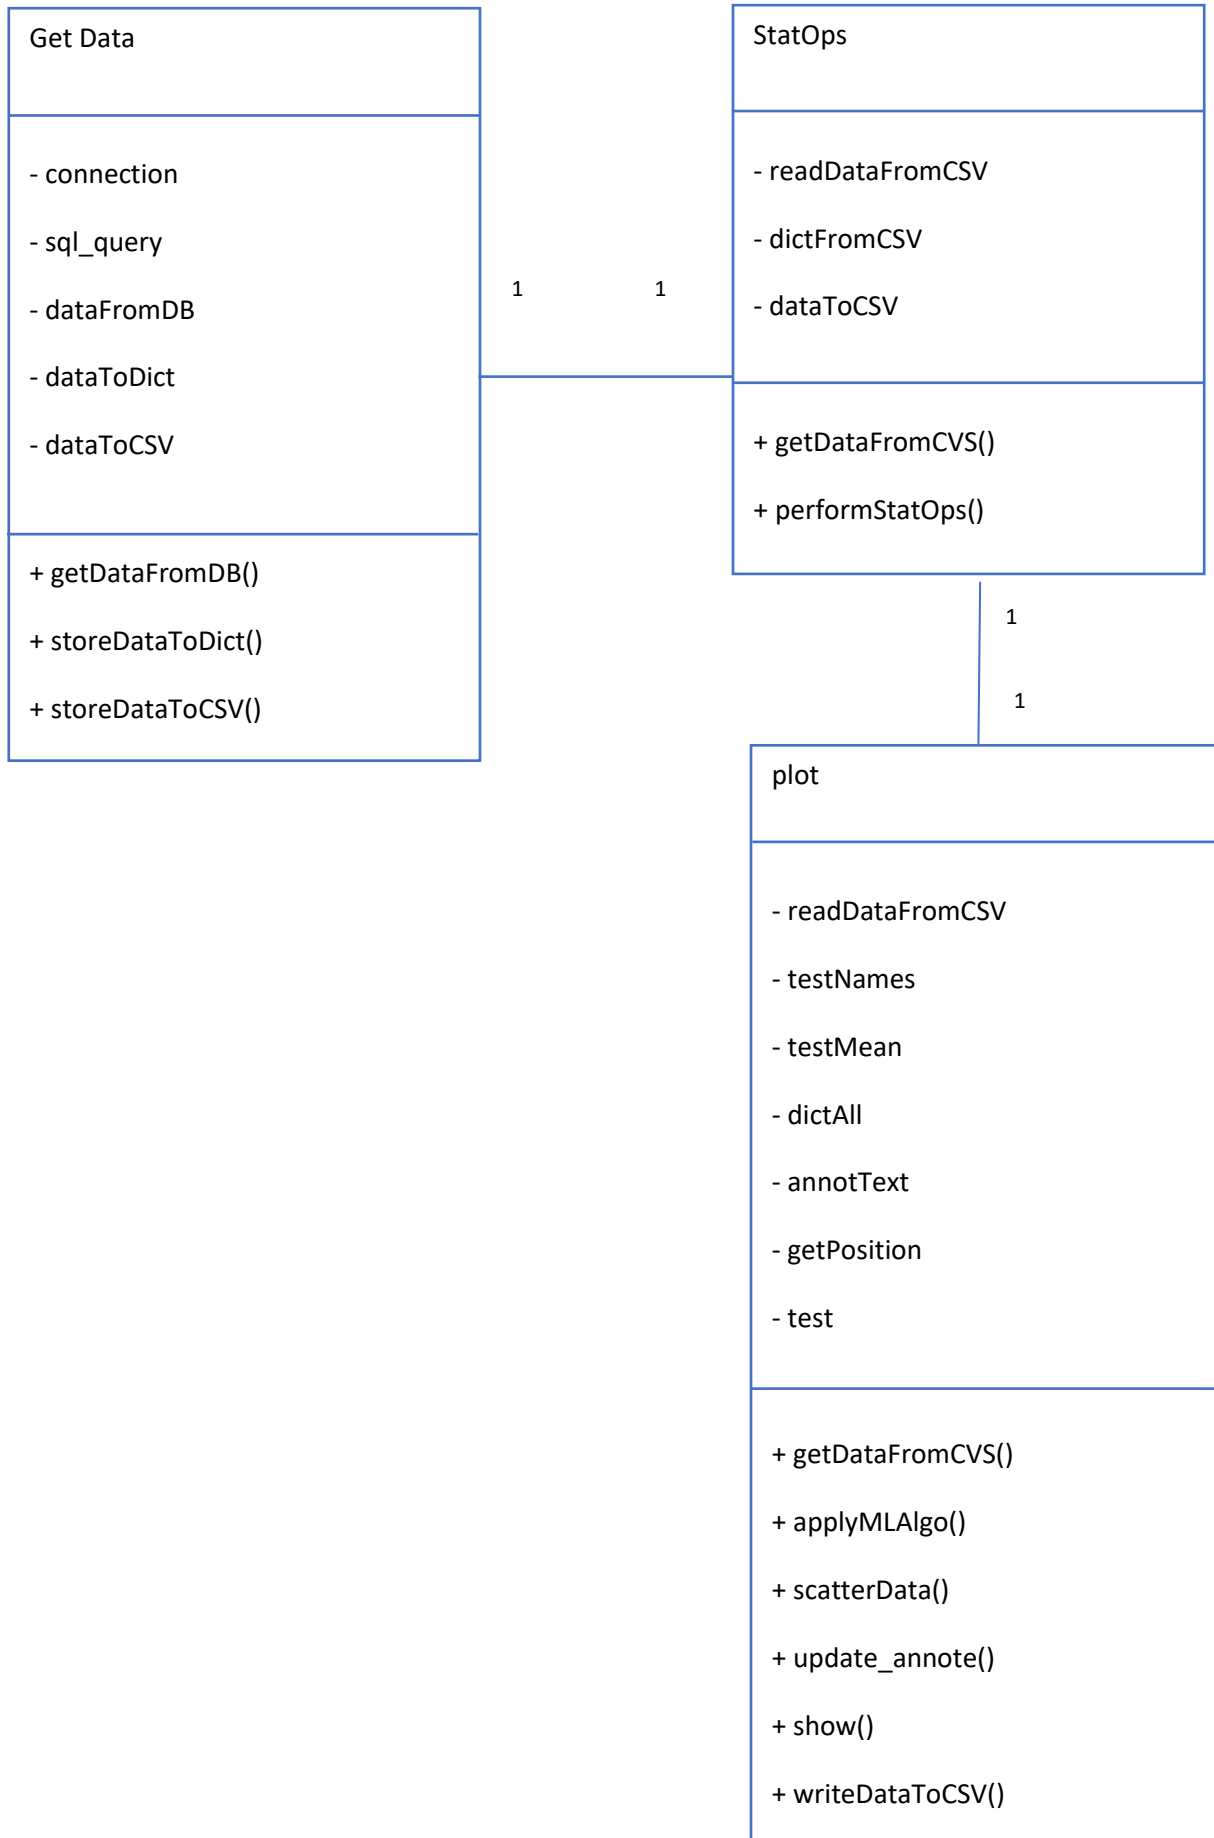 Get Data
- connection
- sql_query
- dataFromDB
- dataToDict
- dataToCSV
+ getDataFromDB()
+ storeDataToDict()
+ storeDataToCSV()
1 1
StatOps
- readDataFromCSV
- dictFromCSV
- dataToCSV
+ getDataFromCVS()
+ performStatOps()
1
1
plot
- readDataFromCSV
- testNames
- testMean
- dictAll
- annotText
- getPosition
- test
+ getDataFromCVS()
+ applyMLAlgo()
+ scatterData()
+ update_annote()
+ show()
+ writeDataToCSV()